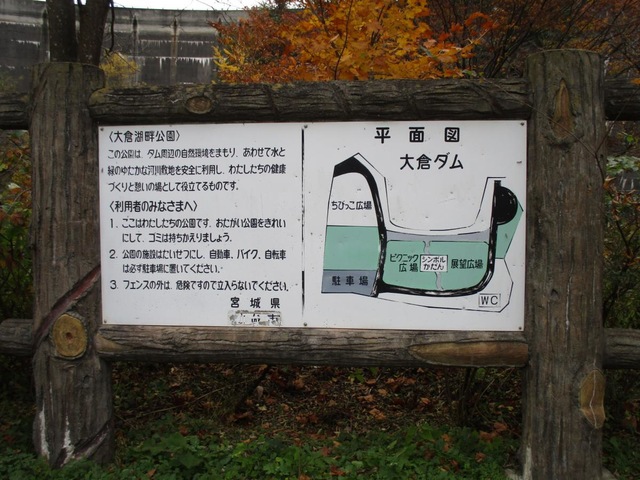 〈大倉湖畔公園〉
この公園は、ダム周辺の自然環境をまもり、あわせて水と
緑のゆたかな河川敷地を安全に利用し、わたしたちの健康
づくりと憩いの場として役立てるものです。
〈利用者のみなさまへ〉
1. ここはわたしたちの公園です。おたがい公園をきれい
にして、ゴミは持ちかえりましょう。
2. 公園の施設はたいせつにし、自動車、バイク、自転車
は必ず駐車場に置いてください。
3. フェンスの外は、危険ですので立入らないでください。
宮城県
平面図
大倉ダム
ちびっこ広場
ピクニック
広場
シンボル
かだん
展望広場
駐車場
WC